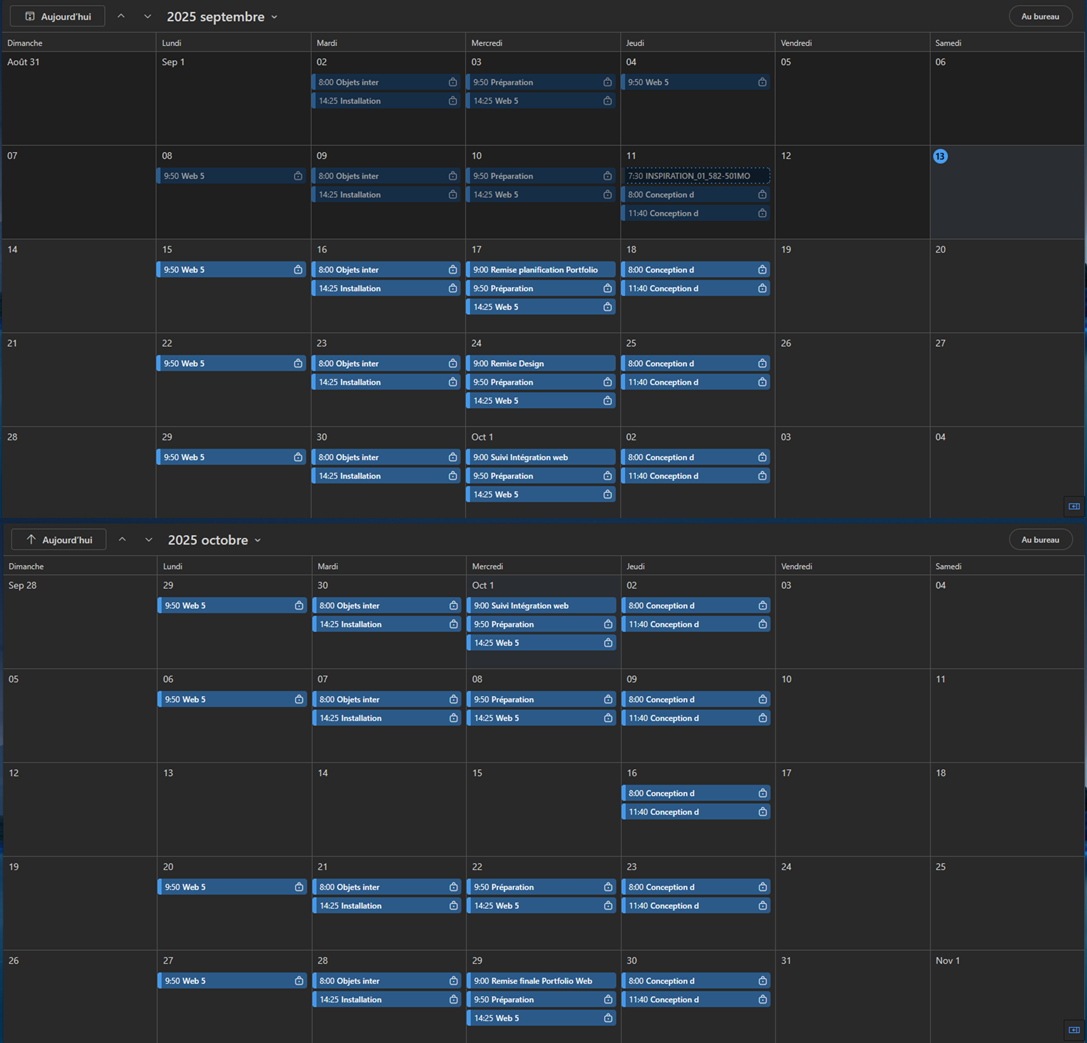 Aujourd'hui 2025 septembre Au bureau
Dimanche Lundi Mardi Mercredi Jeudi Vendredi Samedi
Août 31 Sep 1 02 03 04 05 06
8:00 Objets inter 9:50 Préparation 9:50 Web 5
14:25 Installation 14:25 Web 5
07 08 09 10 11 12 13
9:50 Web 5 8:00 Objets inter 9:50 Préparation 7:30 INSPIRATION_01_582-501MO
14:25 Installation 14:25 Web 5 8:00 Conception d
11:40 Conception d
14 15 16 17 18 19 20
9:50 Web 5 8:00 Objets inter 9:00 Remise planification Portfolio 8:00 Conception d
14:25 Installation 9:50 Préparation 11:40 Conception d
14:25 Web 5
21 22 23 24 25 26 27
9:50 Web 5 8:00 Objets inter 9:00 Remise Design 8:00 Conception d
14:25 Installation 9:50 Préparation 11:40 Conception d
14:25 Web 5
28 29 30 Oct 1 02 03 04
9:50 Web 5 8:00 Objets inter 9:00 Suivi Intégration web 8:00 Conception d
14:25 Installation 9:50 Préparation 11:40 Conception d
14:25 Web 5
Aujourd'hui 2025 octobre Au bureau
Dimanche Lundi Mardi Mercredi Jeudi Vendredi Samedi
Sep 28 29 30 Oct 1 02 03 04
9:50 Web 5 8:00 Objets inter 9:00 Suivi Intégration web 8:00 Conception d
14:25 Installation 9:50 Préparation 11:40 Conception d
14:25 Web 5
05 06 07 08 09 10 11
9:50 Web 5 8:00 Objets inter 9:50 Préparation 8:00 Conception d
14:25 Installation 14:25 Web 5 11:40 Conception d
12 13 14 15 16 17 18
8:00 Conception d
11:40 Conception d
19 20 21 22 23 24 25
9:50 Web 5 8:00 Objets inter 9:50 Préparation 8:00 Conception d
14:25 Installation 14:25 Web 5 11:40 Conception d
26 27 28 29 30 31 Nov 1
9:50 Web 5 8:00 Objets inter 9:00 Remise finale Portfolio Web 8:00 Conception d
14:25 Installation 9:50 Préparation 11:40 Conception d
14:25 Web 5